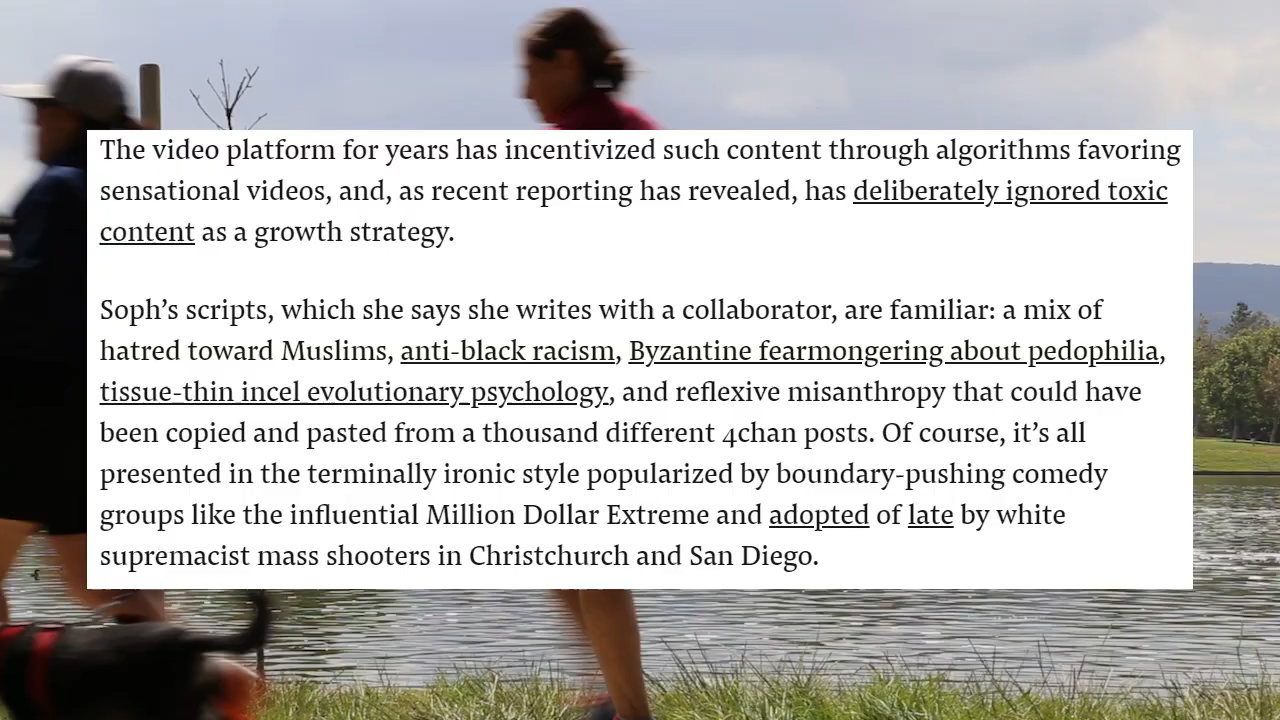 The video platform for years has incentivized such content through algorithms favoring
sensational videos, and, as recent reporting has revealed, has deliberately ignored toxic
content as a growth strategy.
Soph’s scripts, which she says she writes with a collaborator, are familiar: a mix of
hatred toward Muslims, anti-black racism, Byzantine fearmongering about pedophilia,
tissue-thin incel evolutionary psychology, and reflexive misanthropy that could have
been copied and pasted from a thousand different 4chan posts. Of course, it’s all
presented in the terminally ironic style popularized by boundary-pushing comedy
groups like the influential Million Dollar Extreme and adopted of late by white
supremacist mass shooters in Christchurch and San Diego.